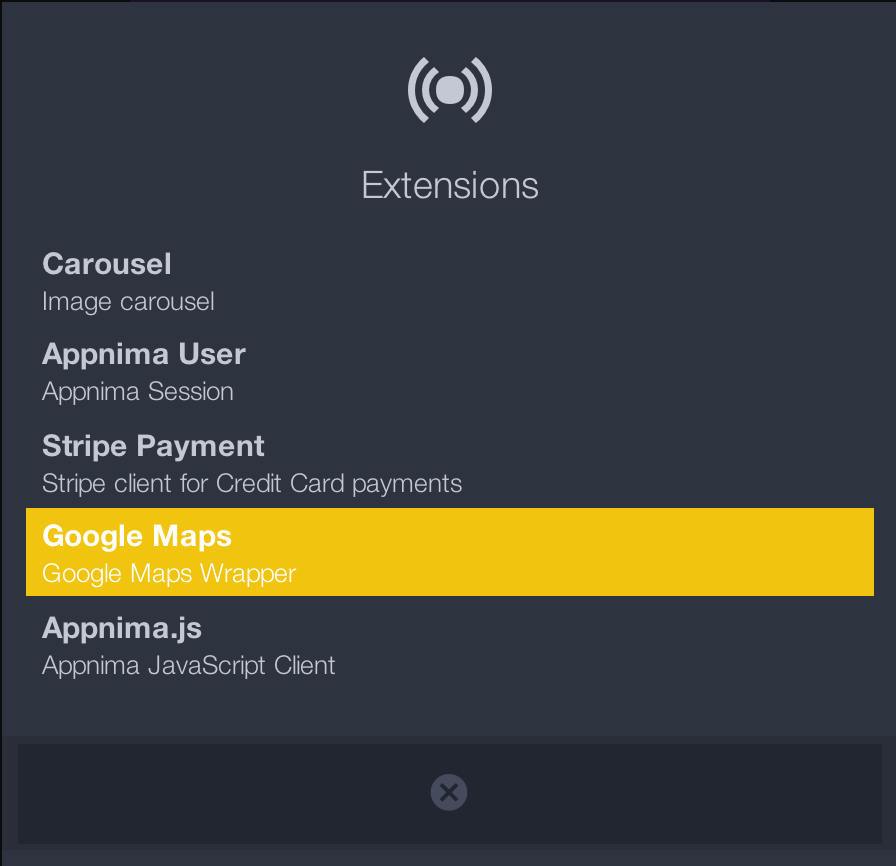 Extensions
Carousel
Image carousel
Appnima User
Appnima Session
Stripe Payment
Stripe client for Credit Card payments
Google Maps
Google Maps Wrapper
Appnima.js
Appnima JavaScript Client